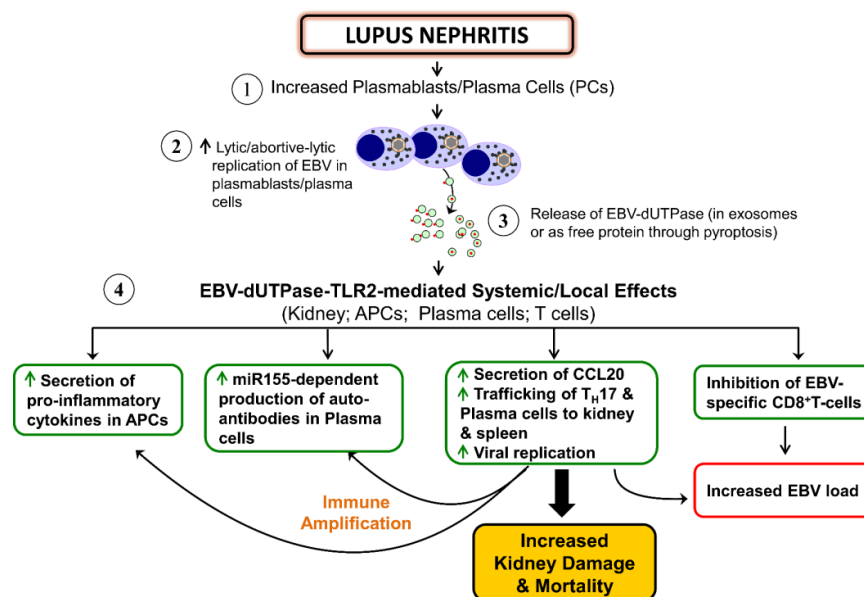 LUPUS NEPHRITIS
1 Increased Plasmablasts/Plasma Cells (PCs)
2 ↑ Lytic/abortive-lytic
replication of EBV in
plasmablasts/plasma
cells
3 Release of EBV-dUTPase (in exosomes
or as free protein through pyroptosis)
4 EBV-dUTPase-TLR2-mediated Systemic/Local Effects
(Kidney; APCs; Plasma cells; T cells)
↑ Secretion of
pro-inflammatory
cytokines in APCs
↑ miR155-dependent
production of auto-
antibodies in Plasma
cells
↑ Secretion of CCL20
↑ Trafficking of TH17 &
Plasma cells to kidney
& spleen
↑ Viral replication
Inhibition of EBV-
specific CD8+T-cells
Increased EBV load
Immune
Amplification
Increased
Kidney Damage
& Mortality